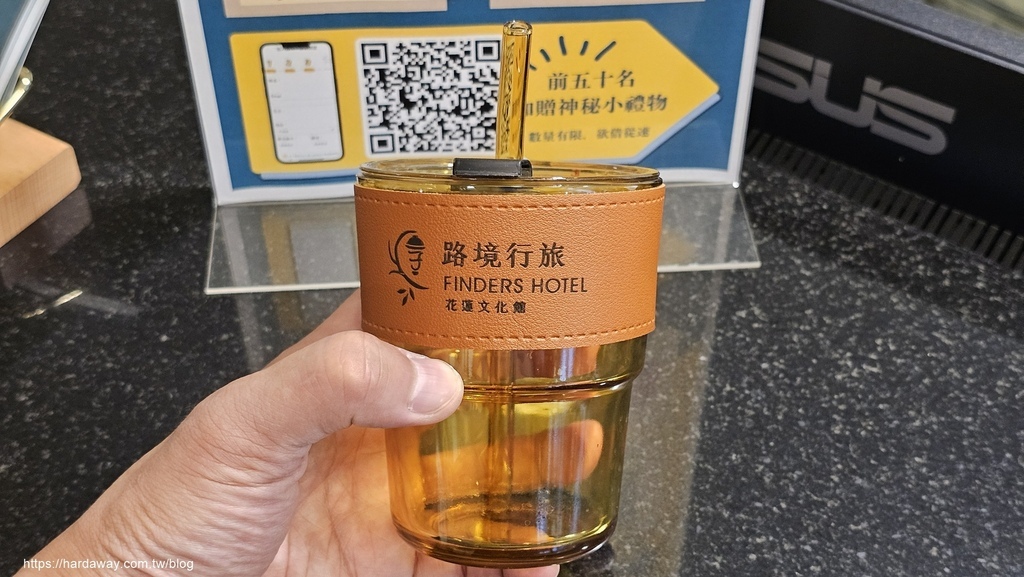 前五十名
加贈神秘小禮物
數量有限、欲借從速
SUS
路境行旅
FINDERS HOTEL
花蓮文化館
https://hardaway.com.tw/blog